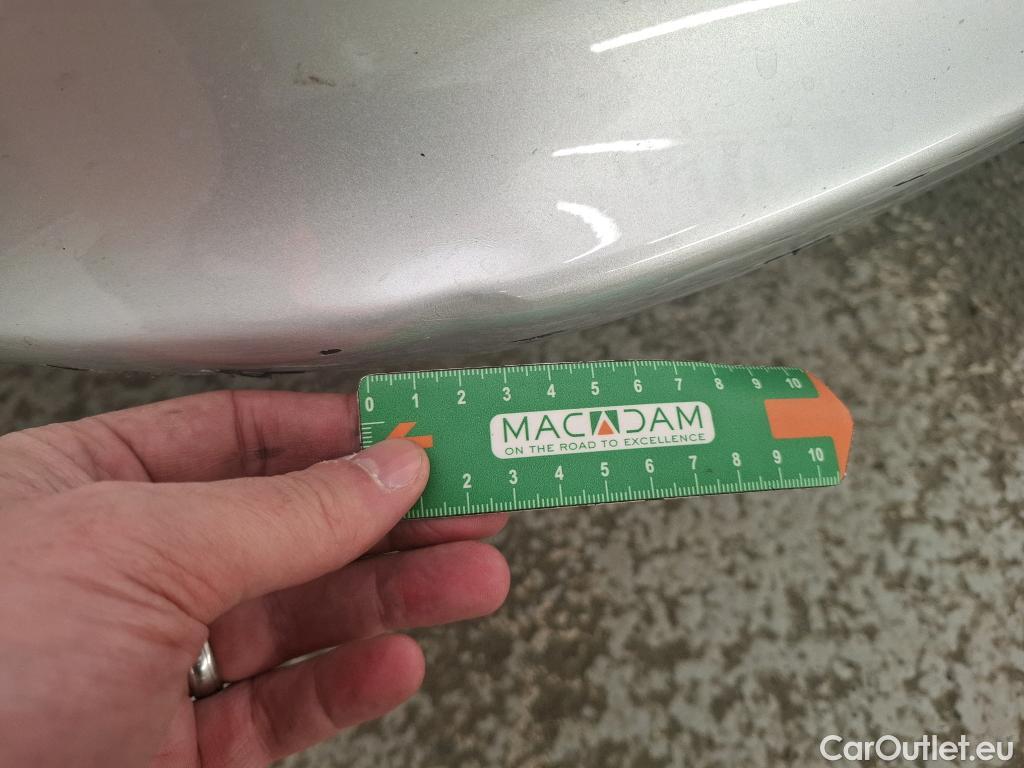 0 1 2 3 4 5 6 7 8 9 10
MACADAM
ON THE ROAD TO EXCELLENCE
2 3 4 5 6 7 8 9 10
CarOutlet.eu